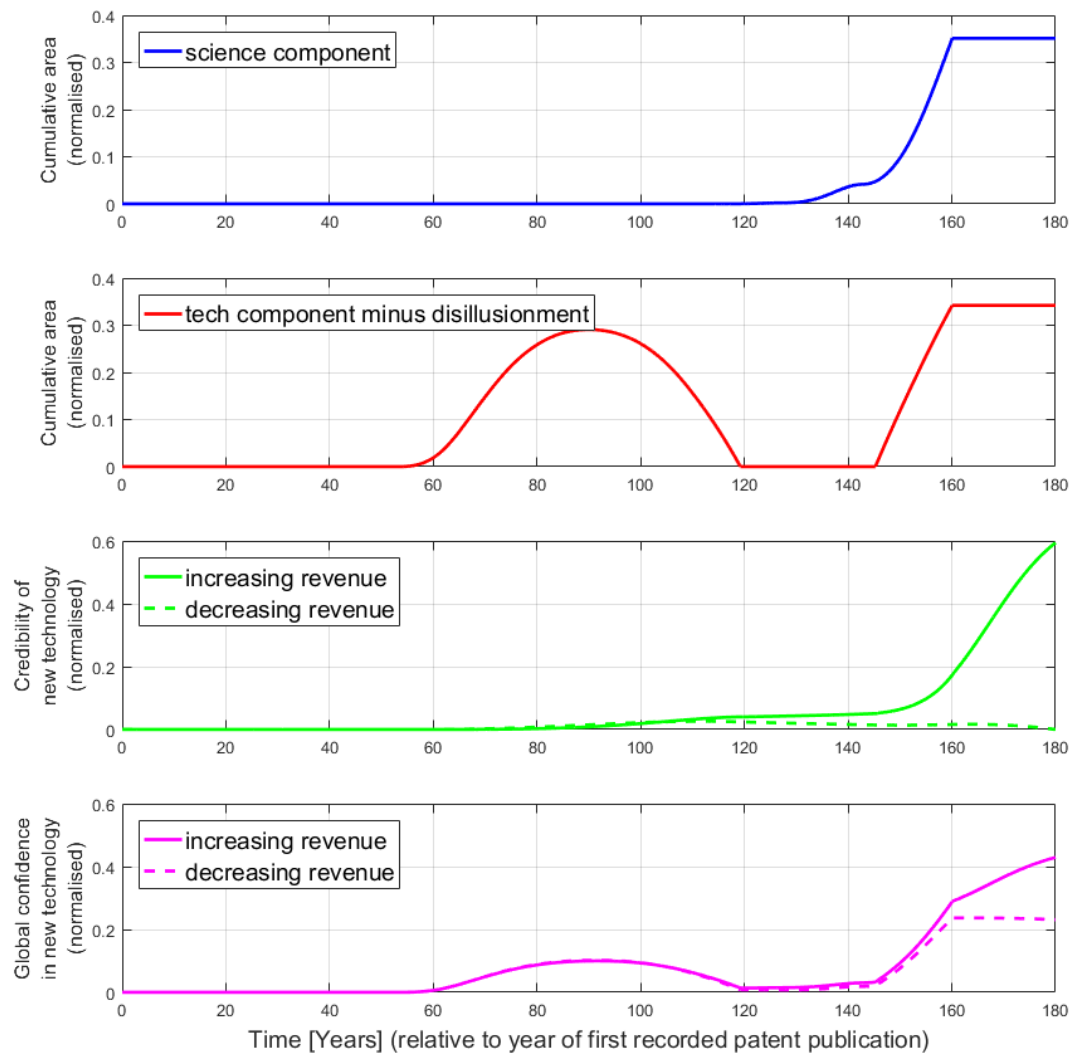 Cumulative area
(normalised)
0.4
0.3
0.2
0.1
0
science component
0 20 40 60 80 100 120 140 160 180
Cumulative area
(normalised)
0.4
0.3
0.2
0.1
0
tech component minus disillusionment
0 20 40 60 80 100 120 140 160 180
Credibility of
new technology
(normalised)
0.6
0.4
0.2
0
increasing revenue
decreasing revenue
0 20 40 60 80 100 120 140 160 180
Global confidence
in new technology
(normalised)
0.6
0.4
0.2
0
increasing revenue
decreasing revenue
0 20 40 60 80 100 120 140 160 180
Time [Years] (relative to year of first recorded patent publication)